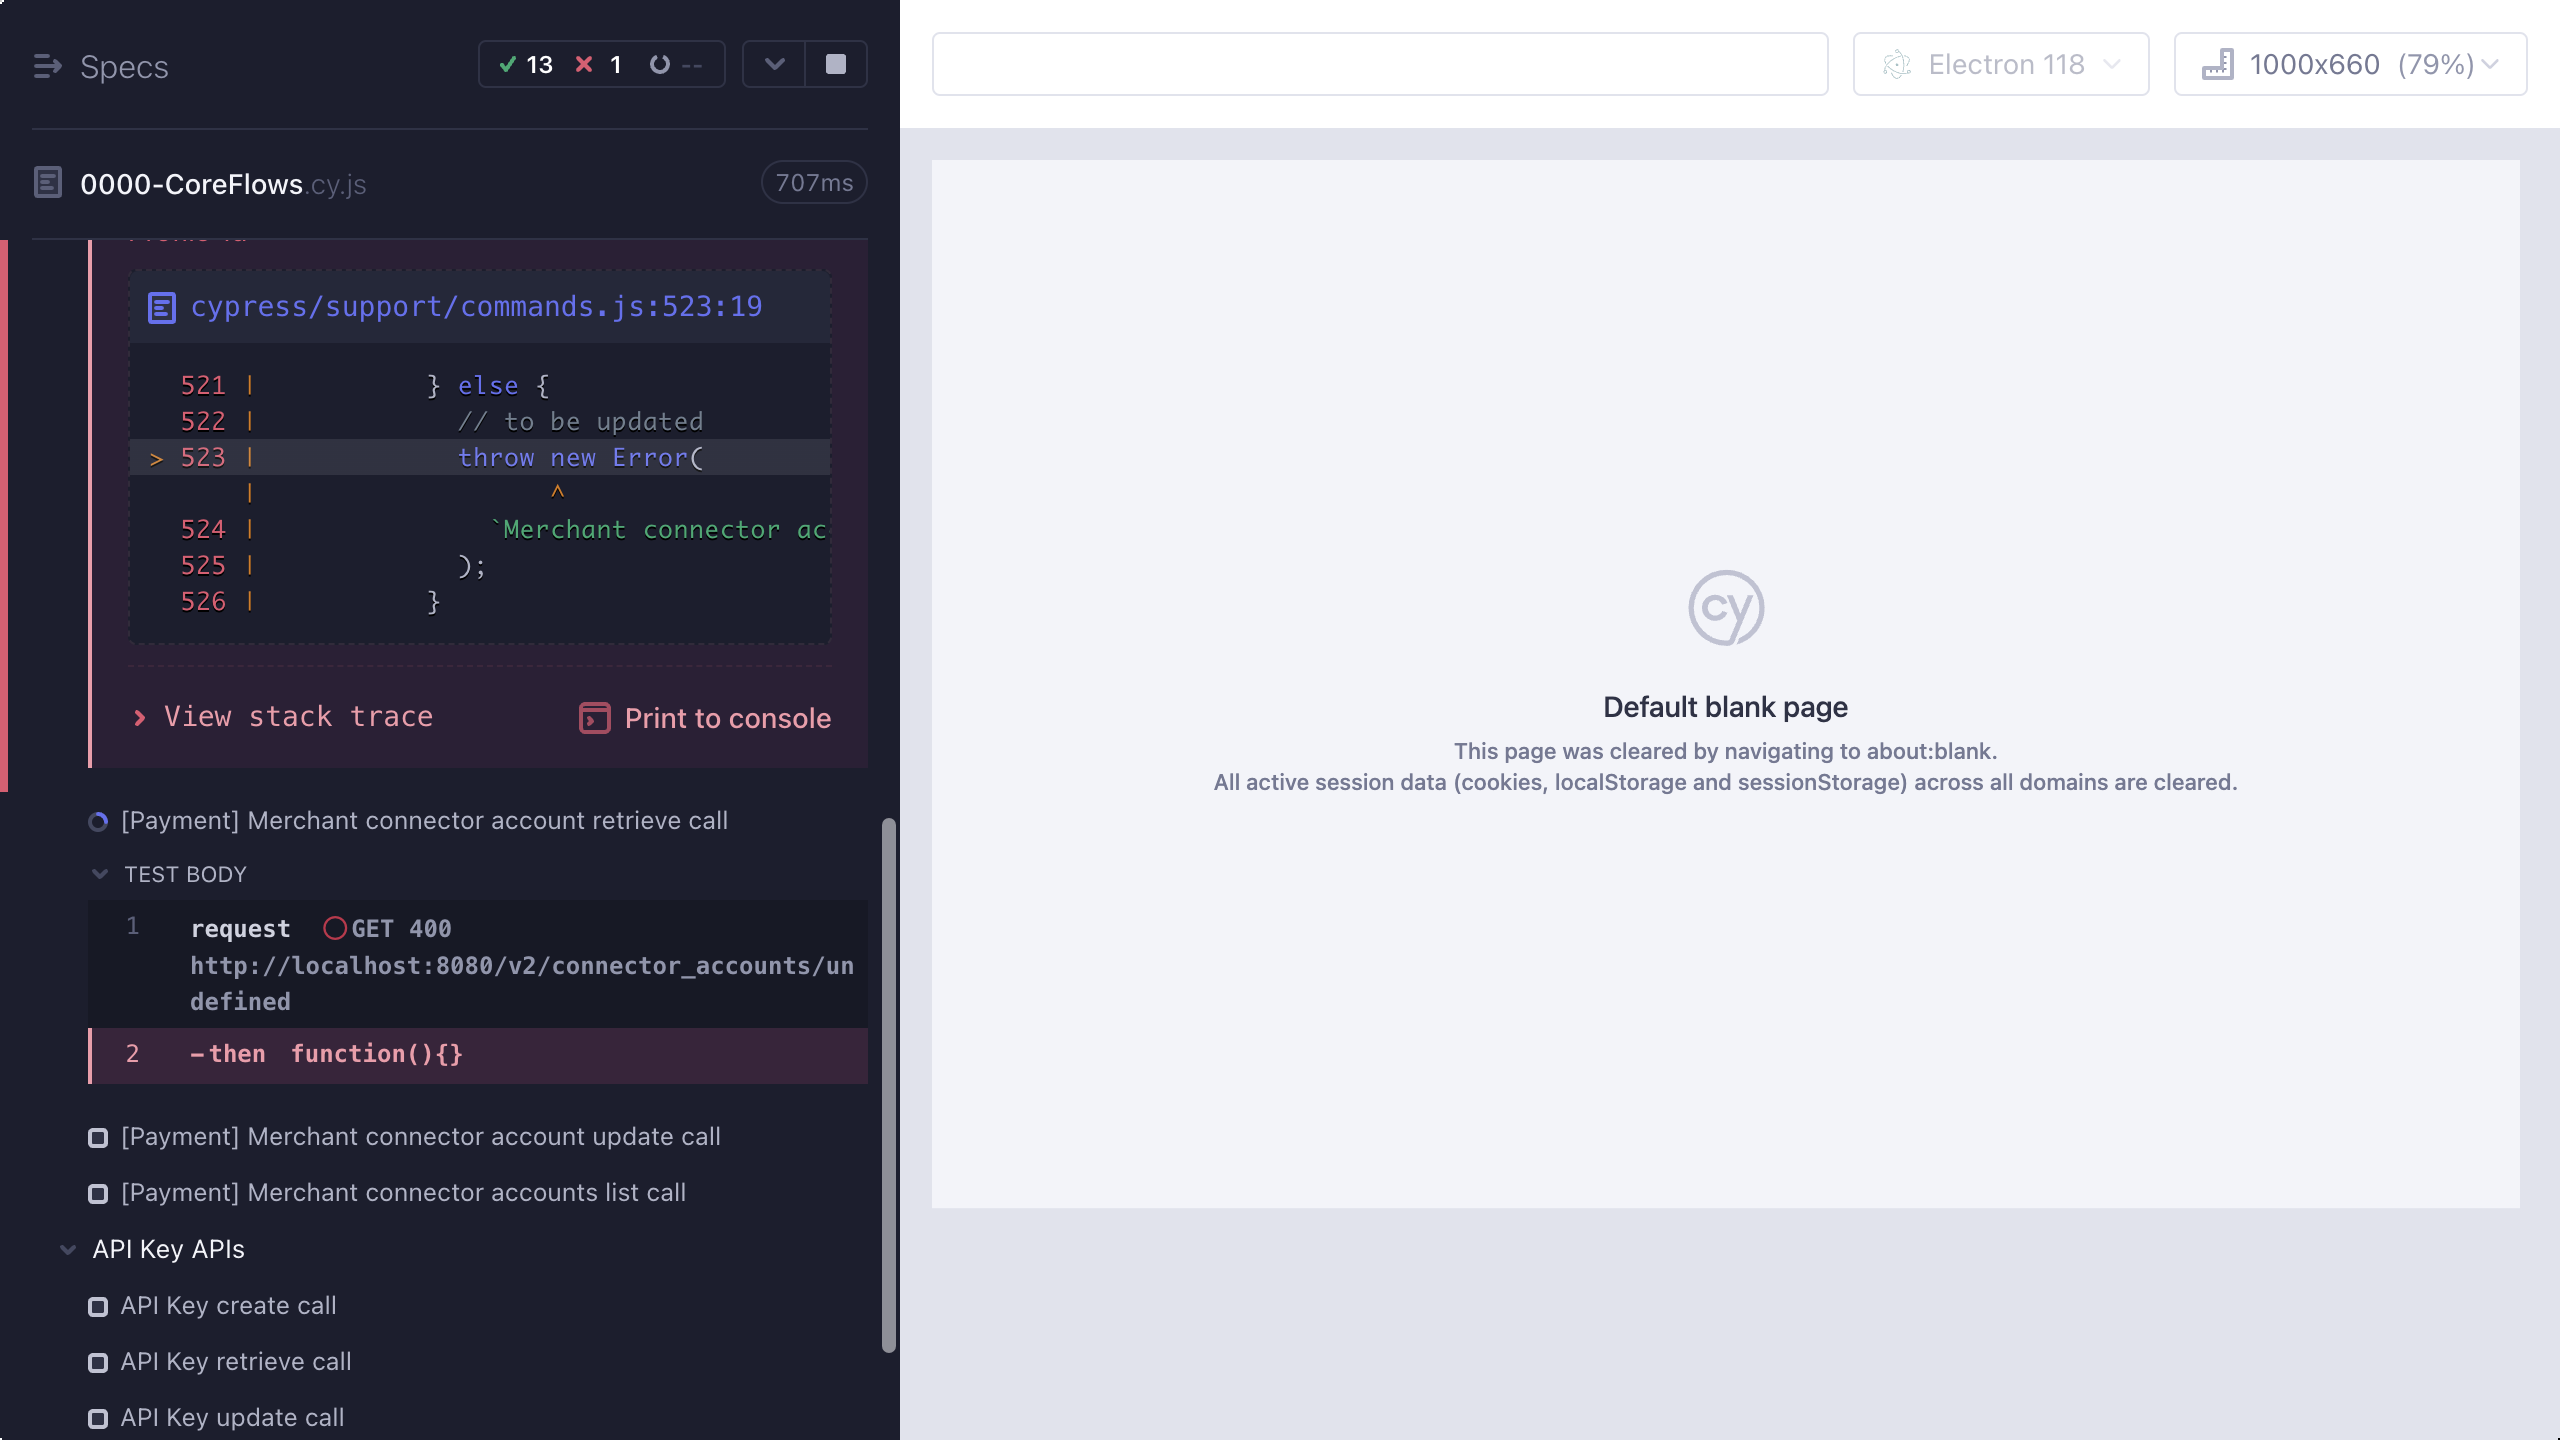 Specs
13 1 --
0000-CoreFlows.cy.js
707ms
cypress/support/commands.js:523:19
521 | } else {
522 | // to be updated
> 523 | throw new Error(
| ^
524 | `Merchant connector ac
525 | );
526 | }
View stack trace
Print to console
[Payment] Merchant connector account retrieve call
TEST BODY
1 request GET 400
http://localhost:8080/v2/connector_accounts/un
defined
2 -then function(){}
[Payment] Merchant connector account update call
[Payment] Merchant connector accounts list call
API Key APIs
API Key create call
API Key retrieve call
API Key update call
Electron 118
1000x660 (79%)
cy
Default blank page
This page was cleared by navigating to about:blank.
All active session data (cookies, localStorage and sessionStorage) across all domains are cleared.